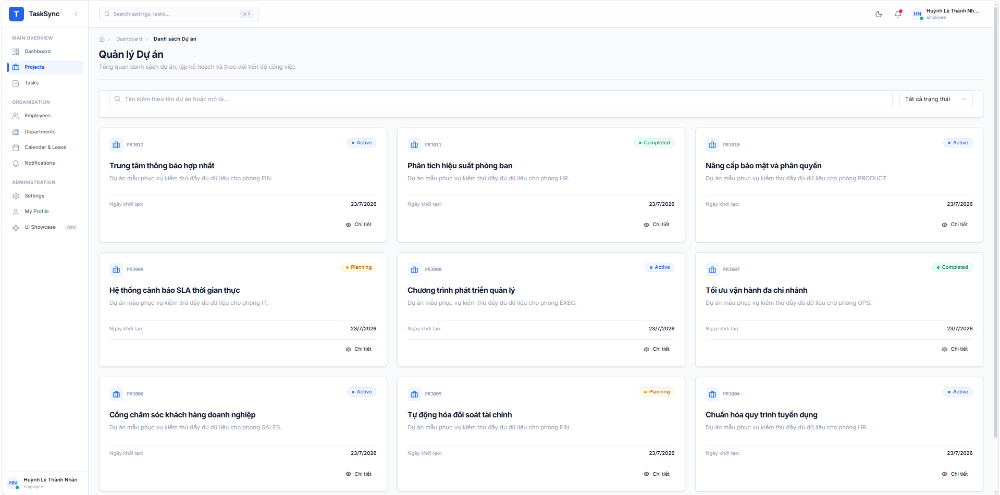 T TaskSync
Search settings, tasks... ⌘ K
HN Huỳnh Lê Thành Nh...
employee
MAIN OVERVIEW
Dashboard
Projects
Tasks
ORGANIZATION
Employees
Departments
Calendar & Leave
Notifications
ADMINISTRATION
Settings
My Profile
UI Showcase DEV
HN Huỳnh Lê Thành Nhân
employee
Dashboard Danh sách Dự án
Quản lý Dự án
Tổng quan danh sách dự án, lập kế hoạch và theo dõi tiến độ công việc
Tìm kiếm theo tên dự án hoặc mô tả... Tất cả trạng thái
PRJ012 Active
Trung tâm thông báo hợp nhất
Dự án mẫu phục vụ kiểm thử đầy đủ dữ liệu cho phòng FIN.
Ngày khởi tạo: 23/7/2026
Chi tiết
PRJ011 Completed
Phân tích hiệu suất phòng ban
Dự án mẫu phục vụ kiểm thử đầy đủ dữ liệu cho phòng HR.
Ngày khởi tạo: 23/7/2026
Chi tiết
PRJ010 Active
Nâng cấp bảo mật và phân quyền
Dự án mẫu phục vụ kiểm thử đầy đủ dữ liệu cho phòng PRODUCT.
Ngày khởi tạo: 23/7/2026
Chi tiết
PRJ009 Planning
Hệ thống cảnh báo SLA thời gian thực
Dự án mẫu phục vụ kiểm thử đầy đủ dữ liệu cho phòng IT.
Ngày khởi tạo: 23/7/2026
Chi tiết
PRJ008 Active
Chương trình phát triển quản lý
Dự án mẫu phục vụ kiểm thử đầy đủ dữ liệu cho phòng EXEC.
Ngày khởi tạo: 23/7/2026
Chi tiết
PRJ007 Completed
Tối ưu vận hành đa chi nhánh
Dự án mẫu phục vụ kiểm thử đầy đủ dữ liệu cho phòng OPS.
Ngày khởi tạo: 23/7/2026
Chi tiết
PRJ006 Active
Cổng chăm sóc khách hàng doanh nghiệp
Dự án mẫu phục vụ kiểm thử đầy đủ dữ liệu cho phòng SALES.
Ngày khởi tạo: 23/7/2026
Chi tiết
PRJ005 Planning
Tự động hóa đối soát tài chính
Dự án mẫu phục vụ kiểm thử đầy đủ dữ liệu cho phòng FIN.
Ngày khởi tạo: 23/7/2026
Chi tiết
PRJ004 Active
Chuẩn hóa quy trình tuyển dụng
Dự án mẫu phục vụ kiểm thử đầy đủ dữ liệu cho phòng HR.
Ngày khởi tạo: 23/7/2026
Chi tiết